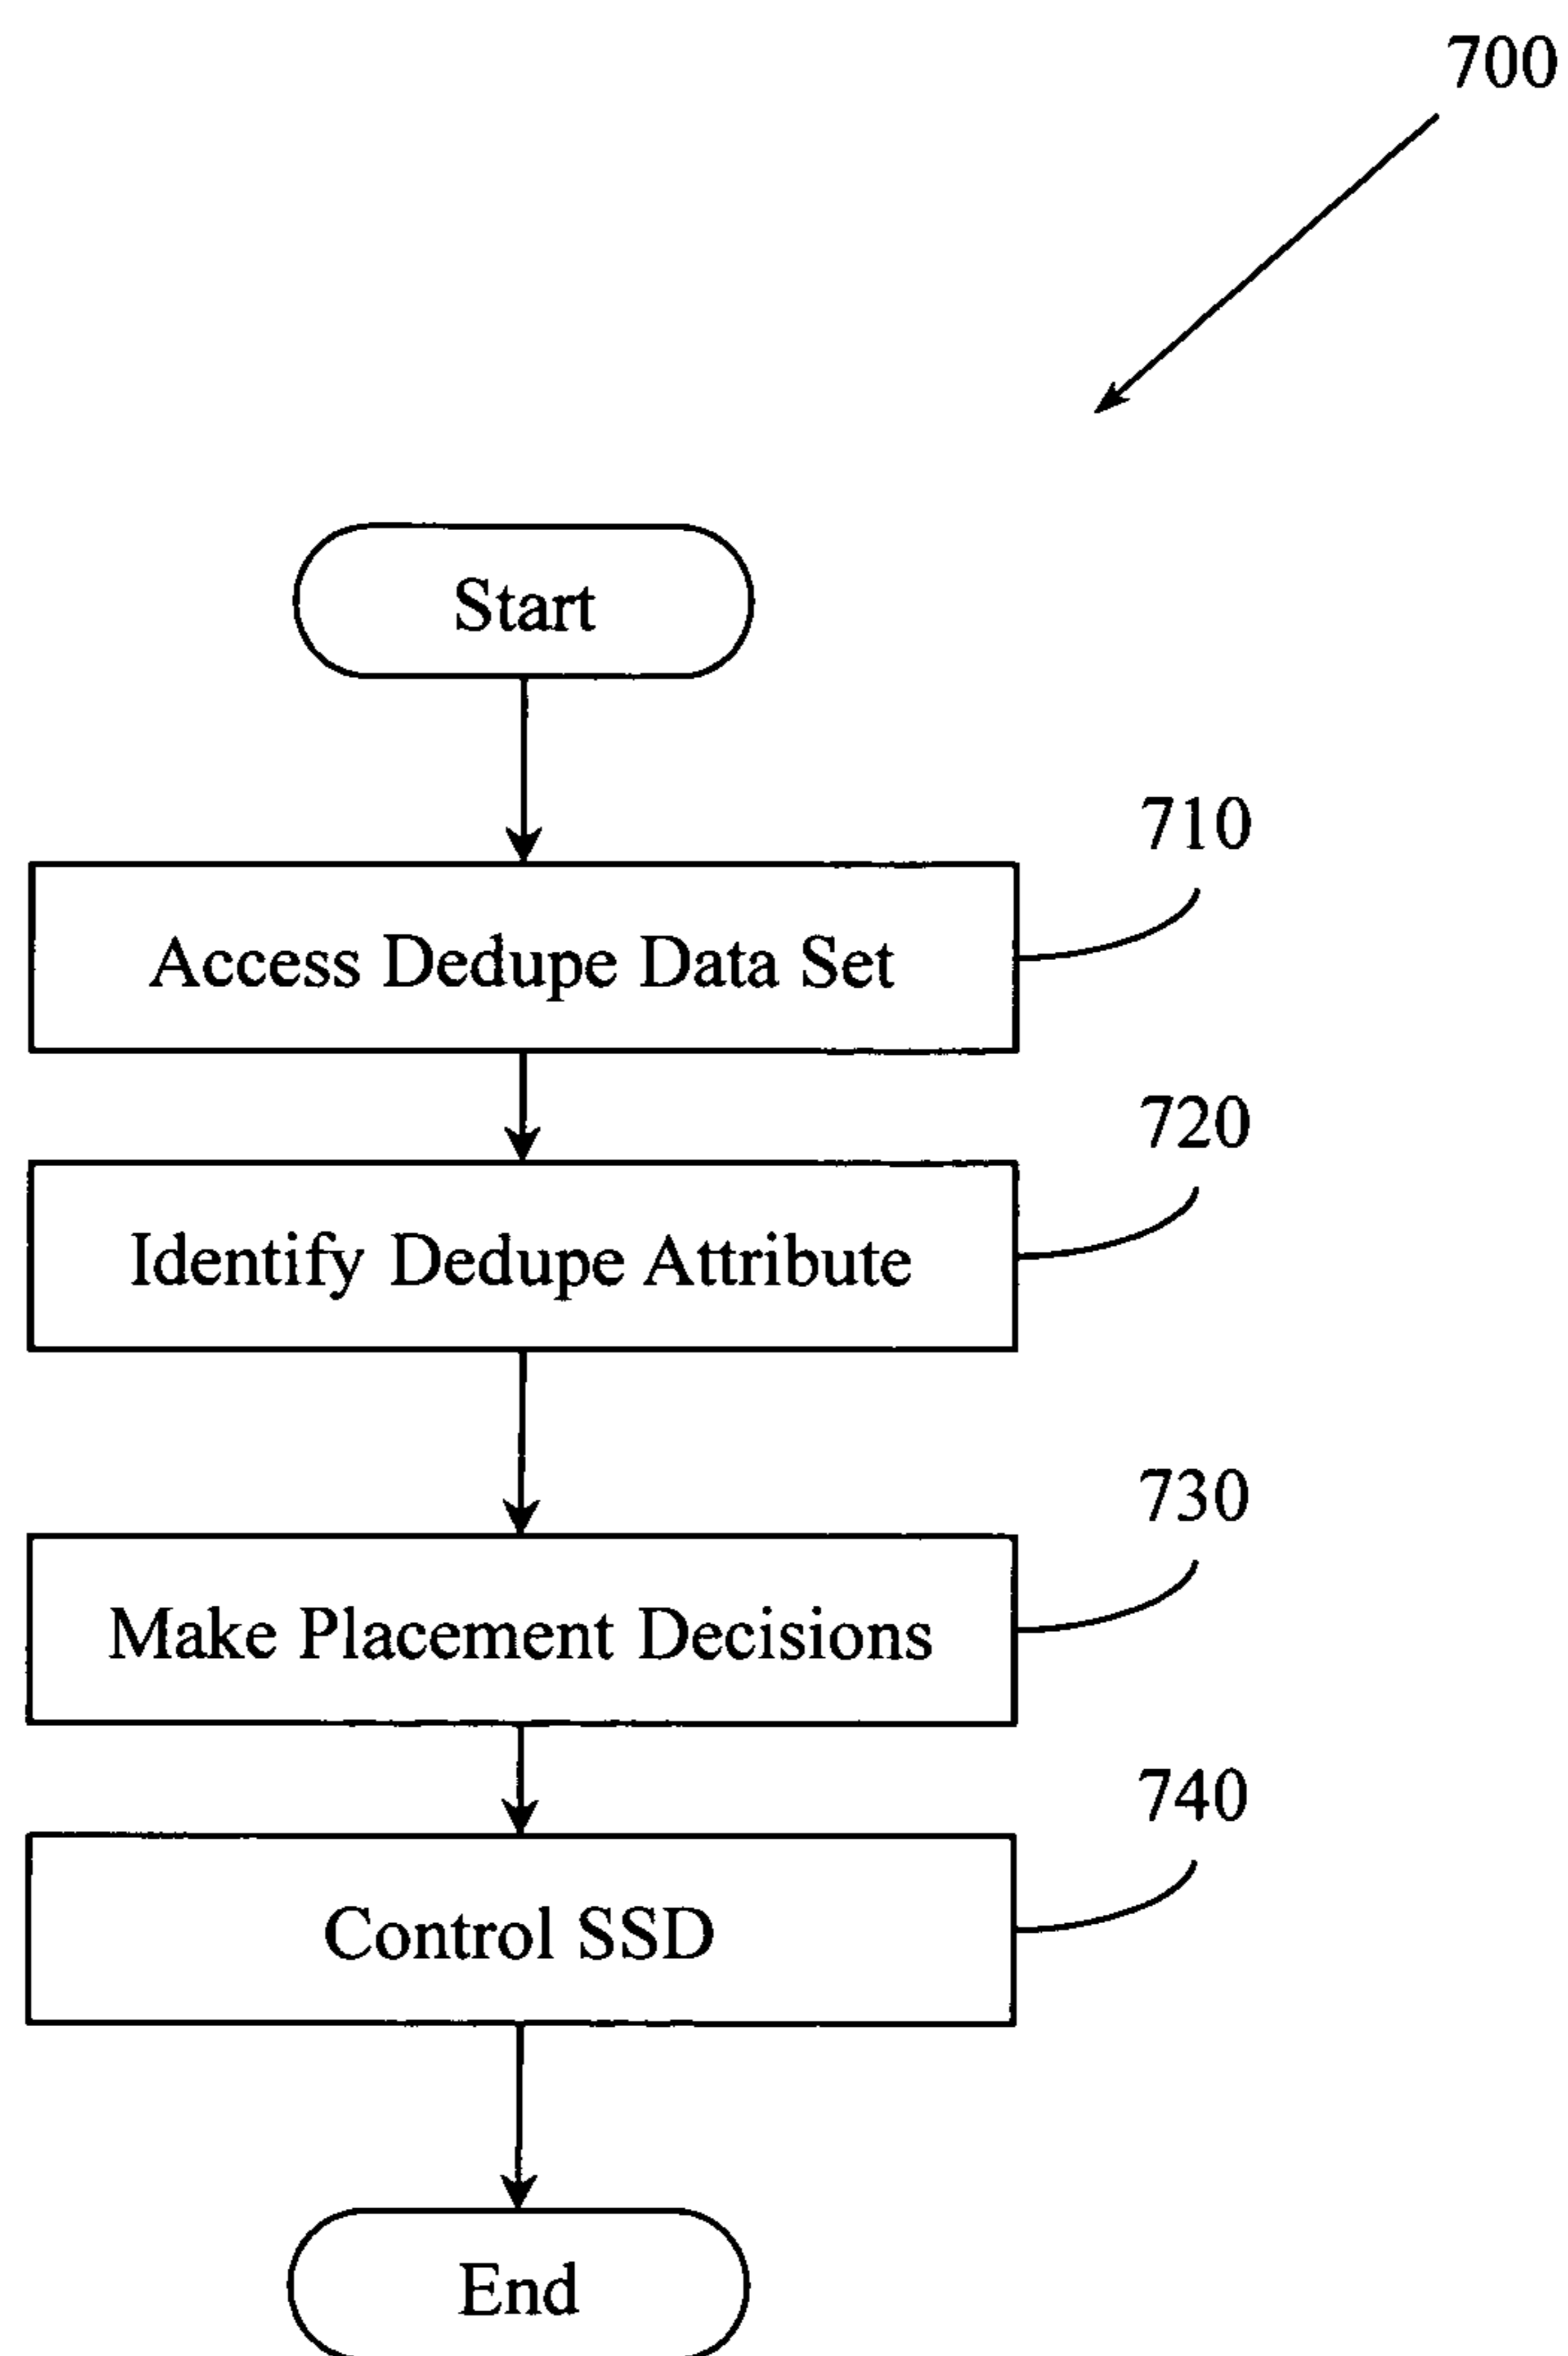 700
Start
710
Access Dedupe Data Set
720
Identify Dedupe Attribute
730
Make Placement Decisions
740
Control SSD
End